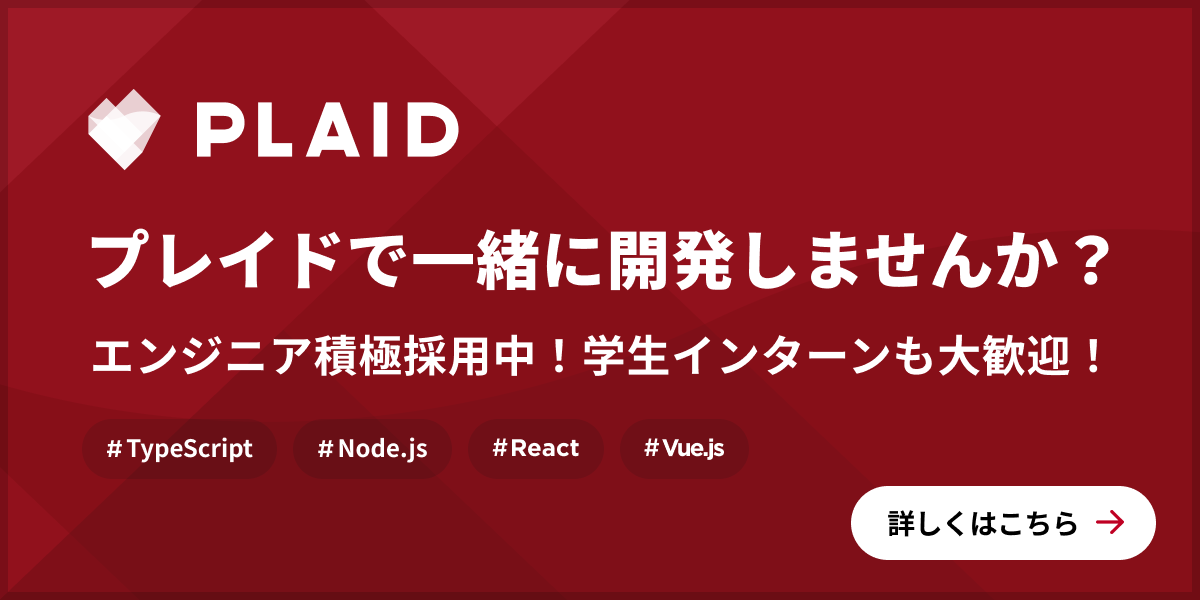 PLAID
プレイドで一緒に開発しませんか？
エンジニア積極採用中！学生インターンも大歓迎！
#TypeScript #Node.js #React #Vue.js
詳しくはこちら →